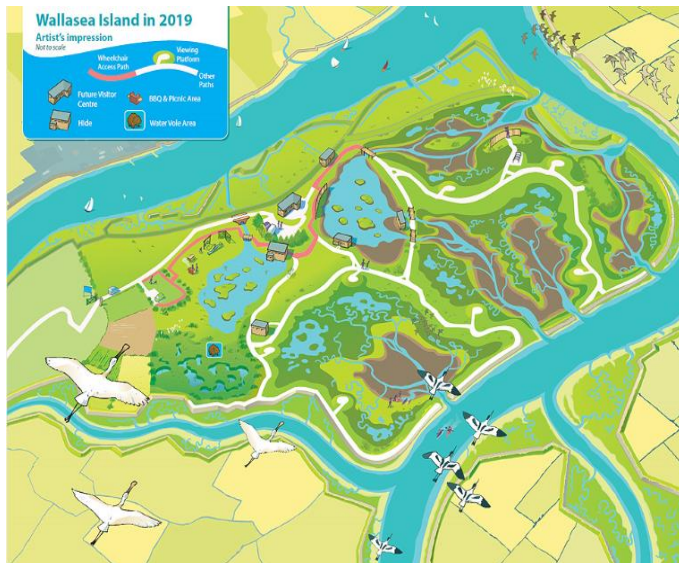 Wallasea Island in 2019
Artist's impression
Not to scale
Wheelchair
Access Path
Viewing
Platform
Other
Paths
Future Visitor
Centre
BBQ & Picnic Area
Hide
Water Vole Area